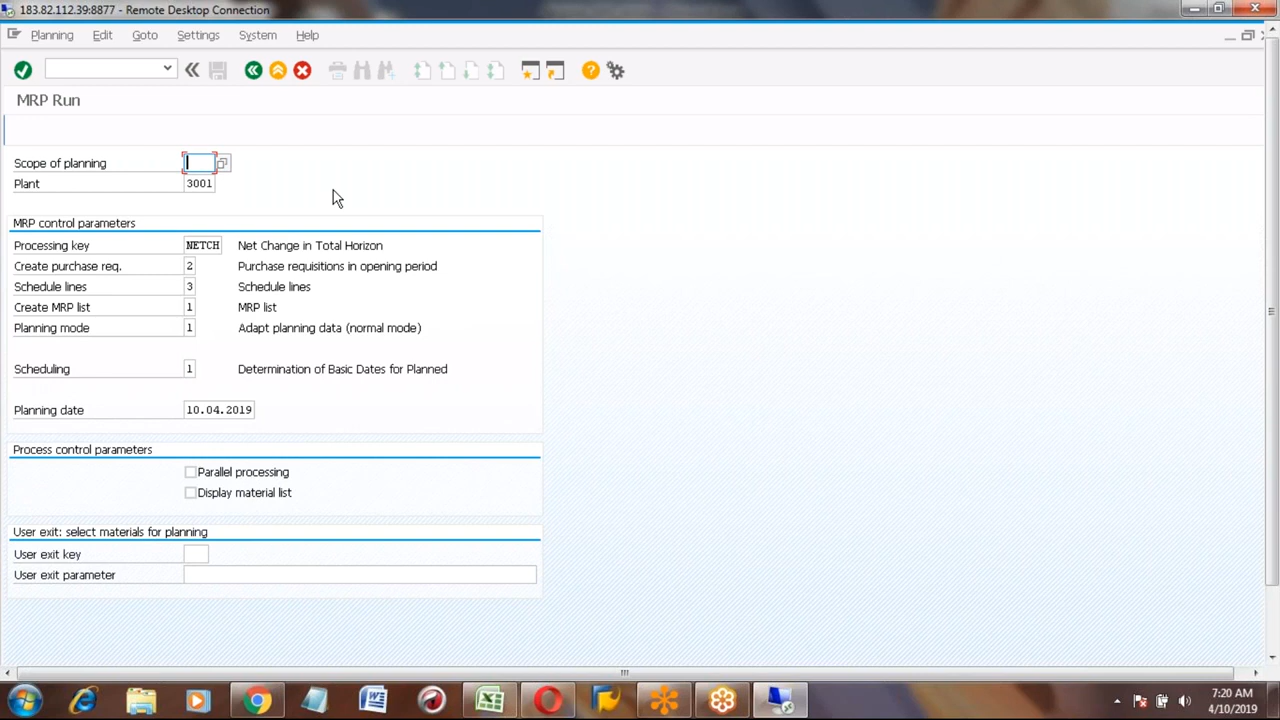 183.82.112.39:8877 - Remote Desktop Connection
Planning Edit Goto Settings System Help
MRP Run
Scope of planning
Plant 3001
MRP control parameters
Processing key NETCH Net Change in Total Horizon
Create purchase req. 2 Purchase requisitions in opening period
Schedule lines 3 Schedule lines
Create MRP list 1 MRP list
Planning mode 1 Adapt planning data (normal mode)
Scheduling 1 Determination of Basic Dates for Planned
Planning date 10.04.2019
Process control parameters
Parallel processing
Display material list
User exit: select materials for planning
User exit key
User exit parameter
7:20 AM
4/10/2019